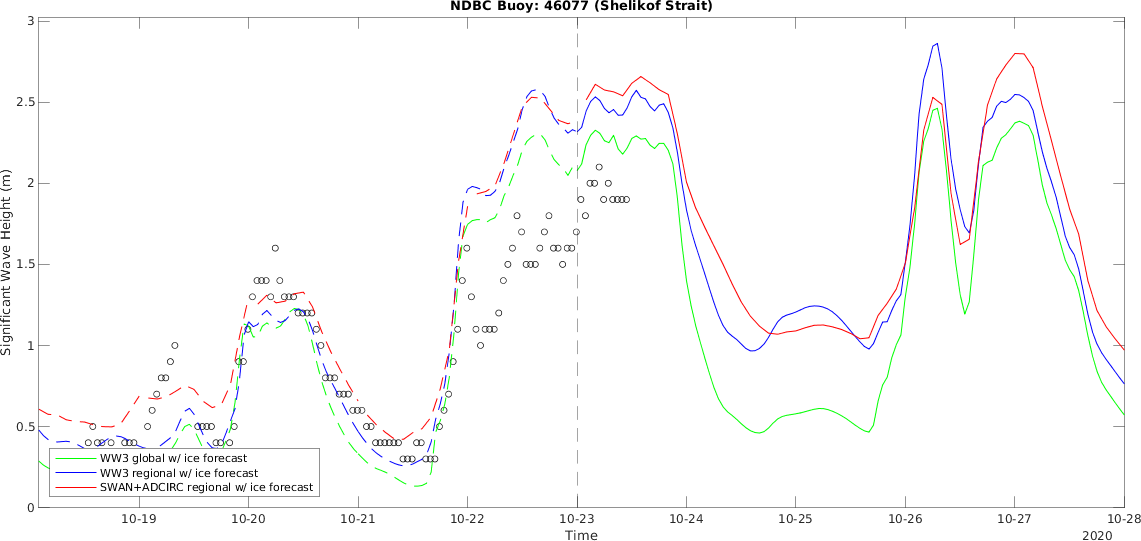 NDBC Buoy: 46077 (Shelikof Strait)
3
2.5
2
1.5
1
0.5
0
Significant Wave Height (m)
WW3 global w/ ice forecast
WW3 regional w/ ice forecast
SWAN+ADCIRC regional w/ ice forecast
10-19 10-20 10-21 10-22 10-23 10-24 10-25 10-26 10-27 10-28
Time
2020